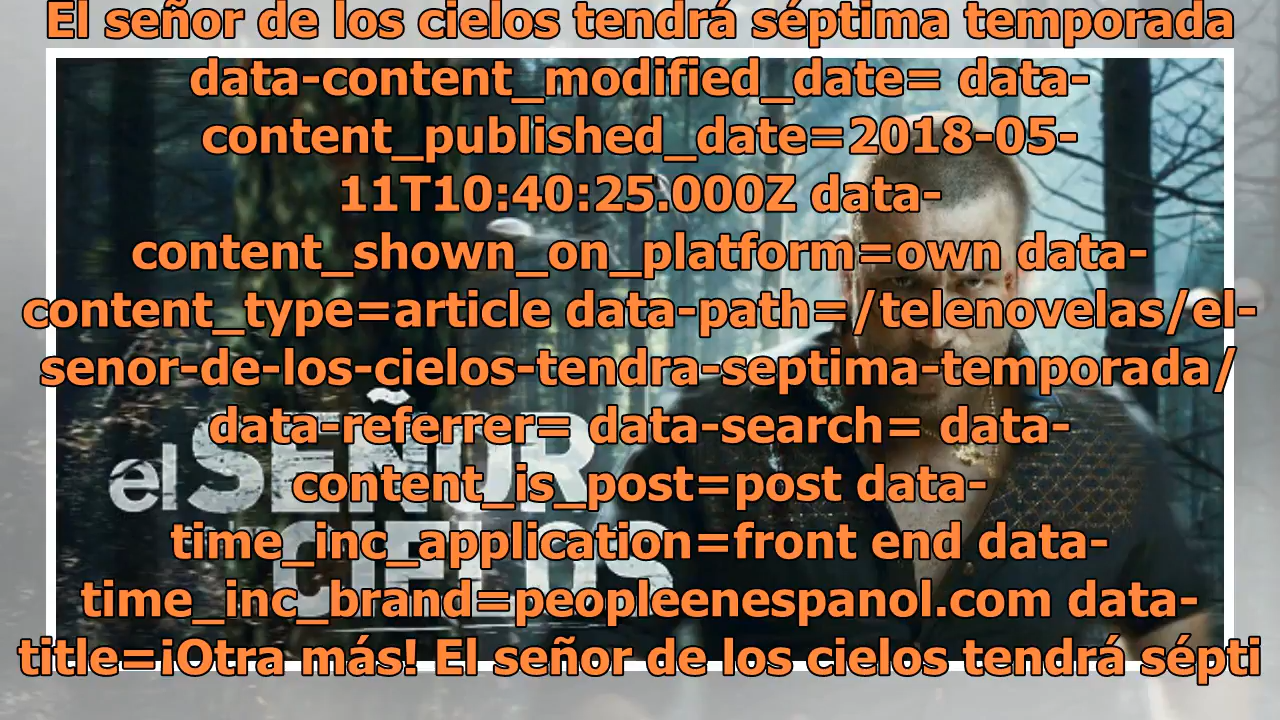 El señor de los cielos tendrá séptima temporada
data-content_modified_date= data-
content_published_date=2018-05-
11T10:40:25.000Z data-
content_shown_on_platform=own data-
content_type=article data-path=/telenovelas/el-
senor-de-los-cielos-tendra-septima-temporada/
data-referrer= data-search= data-
content_is_post=post data-
time_inc_application=front end data-
time_inc_brand=peopleenespanol.com data-
title=¡Otra más! El señor de los cielos tendrá sépti
el SEÑOR
CIELOS